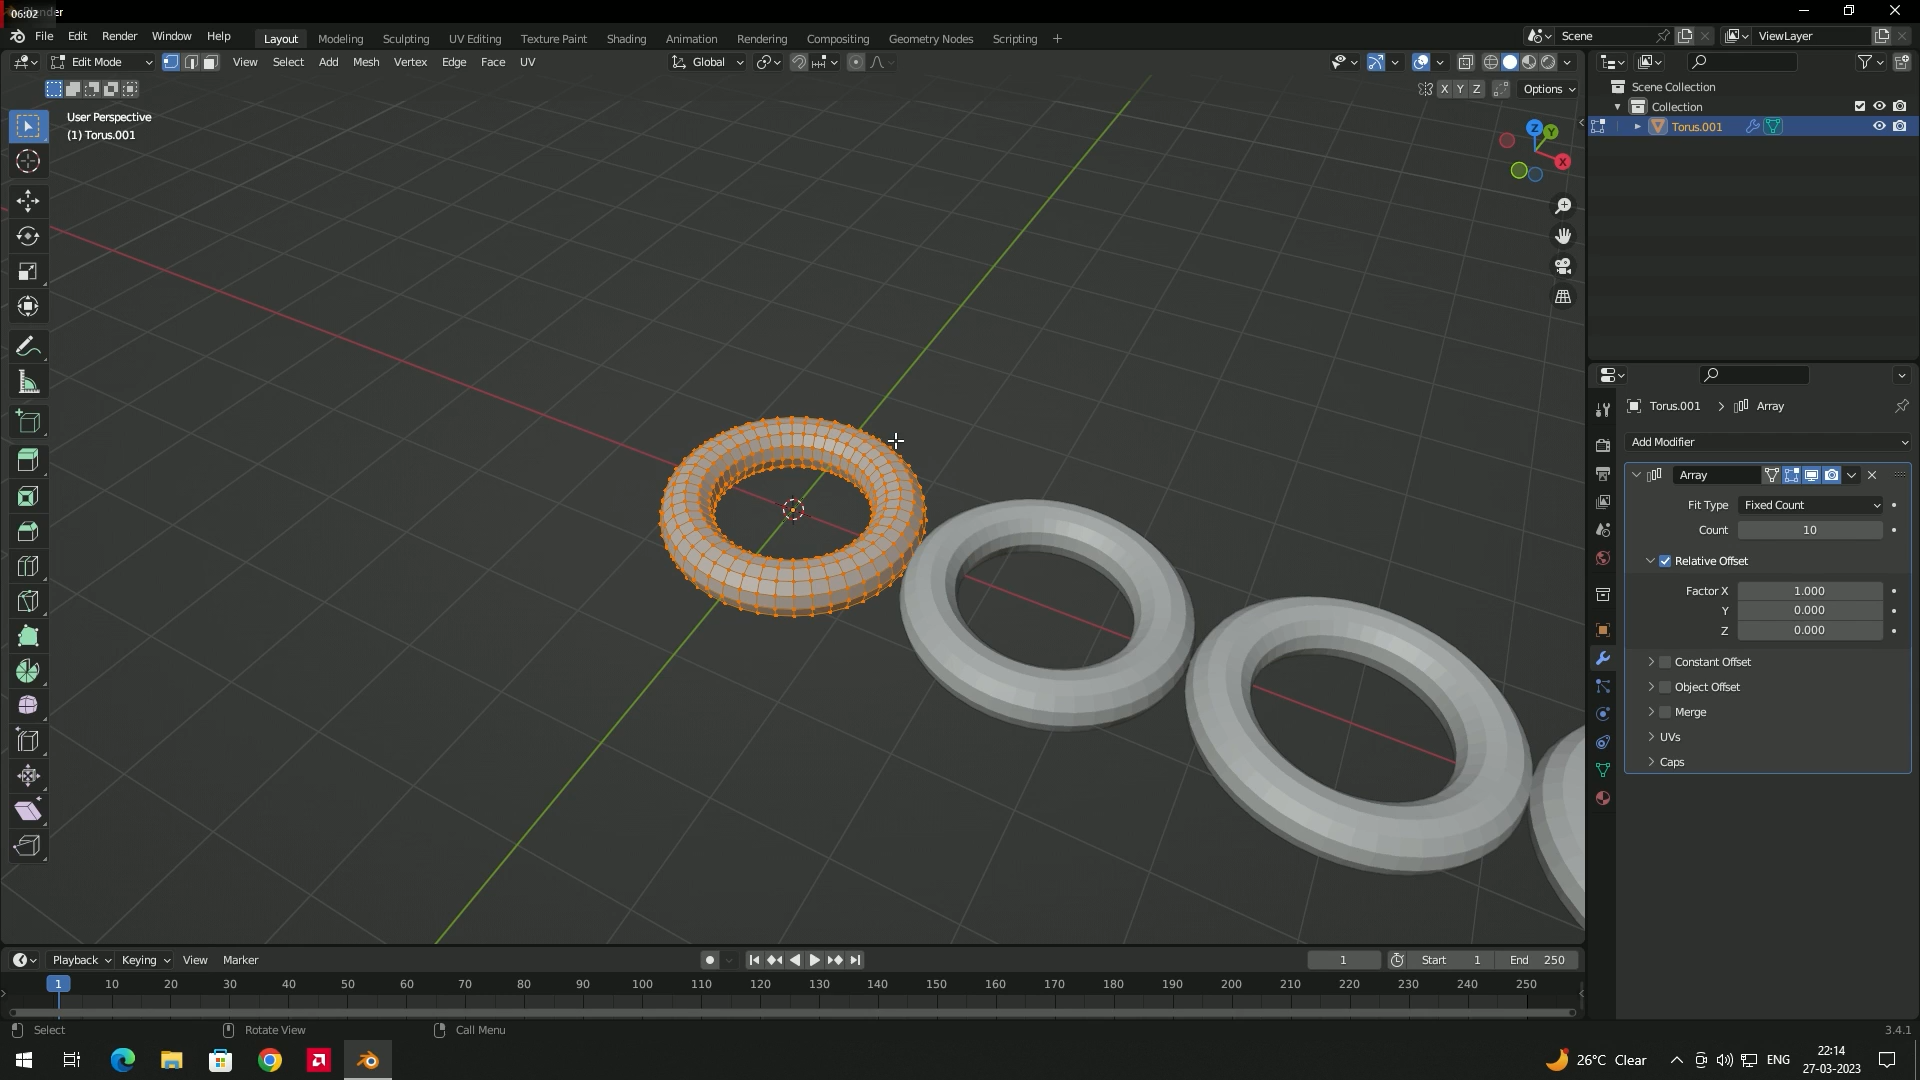 06:02
File Edit Render Window Help
Layout Modeling Sculpting UV Editing Texture Paint Shading Animation Rendering Compositing Geometry Nodes Scripting +
Scene
ViewLayer
Edit Mode
View Select Add Mesh Vertex Edge Face UV
Global
X Y Z
Options
User Perspective
(1) Torus.001
Z Y X
Scene Collection
Collection
Torus.001
Torus.001 > Array
Add Modifier
Array
Fit Type Fixed Count
Count 10
Relative Offset
Factor X 1.000
Y 0.000
Z 0.000
Constant Offset
Object Offset
Merge
UVs
Caps
Playback Keying View Marker
1
Start 1 End 250
1 10 20 30 40 50 60 70 80 90 100 110 120 130 140 150 160 170 180 190 200 210 220 230 240 250
Select Rotate View Call Menu
3.4.1
26°C Clear
ENG
22:14
27-03-2023